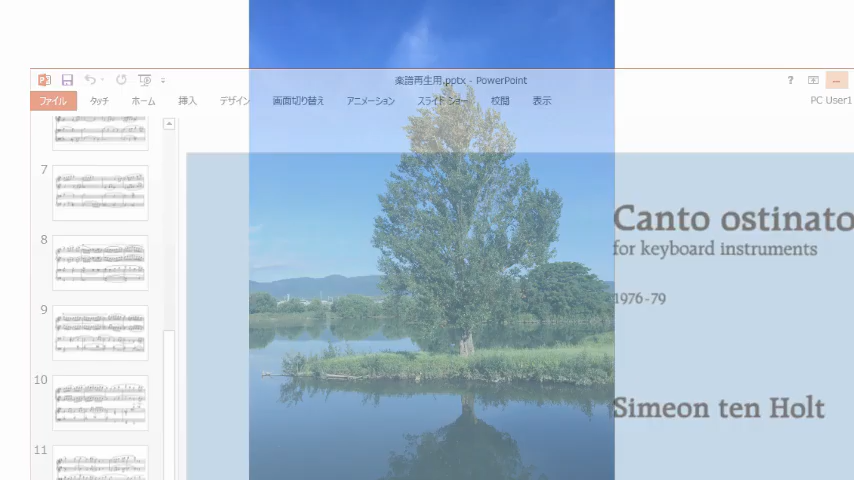 楽譜再生用.pptx - PowerPoint
?
ファイル タッチ ホーム 挿入 デザイン 画面切り替え アニメーション スライド ショー 校閲 表示 PC User1
7
8
9
10
11
Canto ostinato
for keyboard instruments
1976-79
Simeon ten Holt